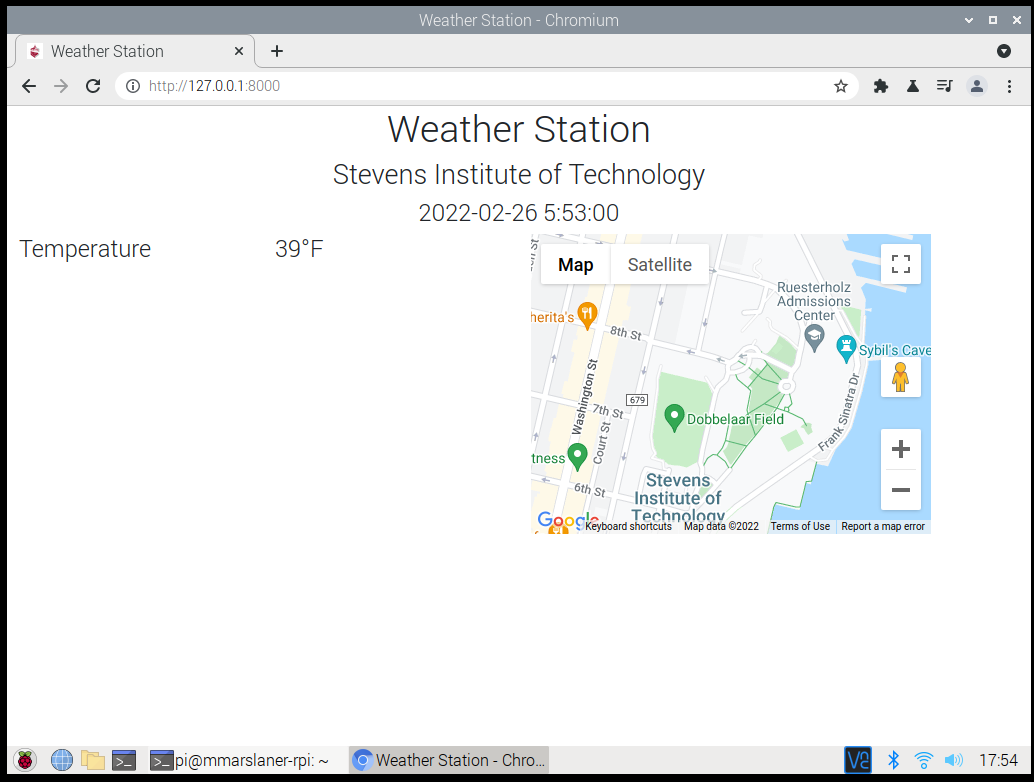 Weather Station - Chromium
Weather Station
http://127.0.0.1:8000
Weather Station
Stevens Institute of Technology
2022-02-26 5:53:00
Temperature 39°F
Map Satellite
Ruesterholz
Admissions
Center
herita's
8th St
Sybil's Cave
Washington St
679
7th St
Court St
Dobbelaar Field
Frank Sinatra Dr
tness
6th St
Stevens
Institute of
Technology
Google
Keyboard shortcuts Map data ©2022 Terms of Use Report a map error
pi@mmarslaner-rpi: ~ Weather Station - Chro... 17:54